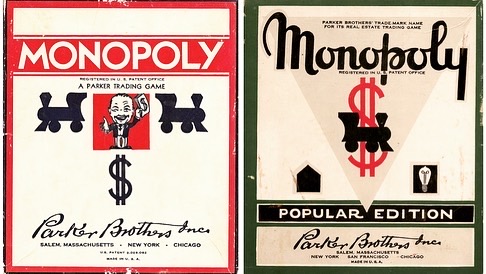 MONOPOLY
REGISTERED IN U. S. PATENT OFFICE
A PARKER TRADING GAME
$
Parker Brothers Inc.
SALEM, MASSACHUSETTS • NEW YORK • CHICAGO
U.S. PATENT
MADE IN U. S. A.
PARKER BROTHERS' TRADE MARK NAME
FOR ITS REAL ESTATE TRADING GAME
Monopoly
REGISTERED IN U. S. PATENT OFFICE
$
POPULAR EDITION
Parker Brothers Inc.
SALEM, MASSACHUSETTS
NEW YORK SAN FRANCISCO CHICAGO
MADE IN U. S. A.